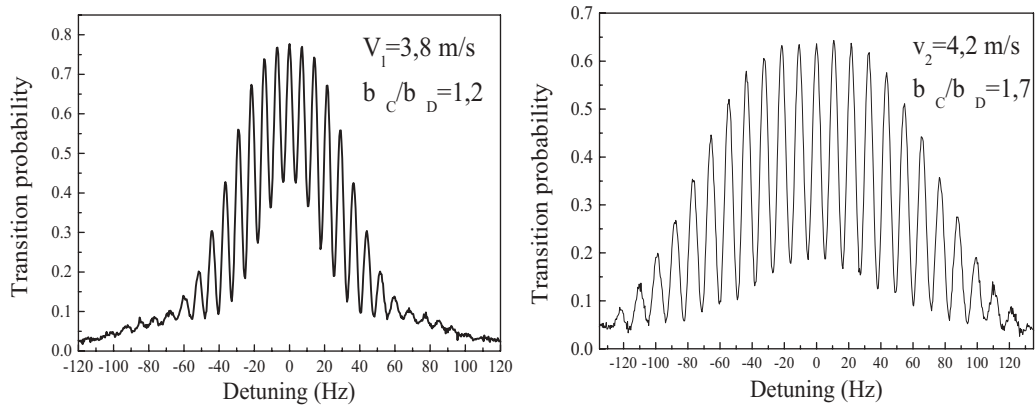 V₁=3,8 m/s
b_C/b_D=1,2
Transition probability
0.8
0.7
0.6
0.5
0.4
0.3
0.2
0.1
0.0
-120 -100 -80 -60 -40 -20 0 20 40 60 80 100 120
Detuning (Hz)
v₂=4,2 m/s
b_C/b_D=1,7
Transition probability
0.7
0.6
0.5
0.4
0.3
0.2
0.1
0.0
-120 -100 -80 -60 -40 -20 0 20 40 60 80 100 120
Detuning (Hz)